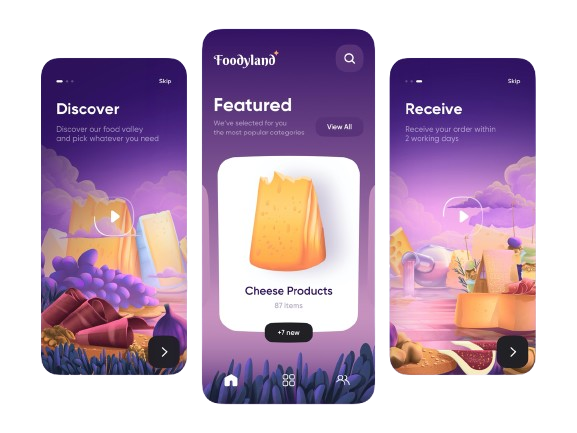 Skip
Discover
Discover our food valley
and pick whatever you need
Foodyland
Featured
We've selected for you
the most popular categories
View All
Cheese Products
87 Items
+7 new
Skip
Receive
Receive your order within
2 working days